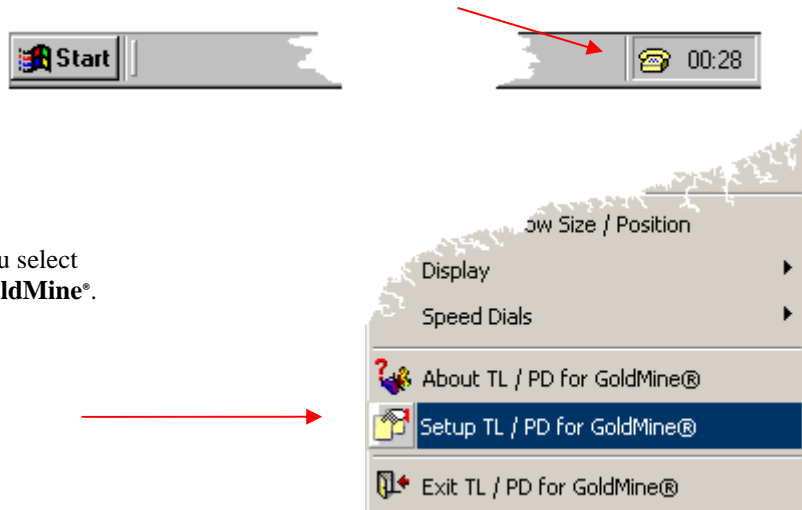 Start
00:28
ow Size / Position
u select
Display
oldMine®.
Speed Dials
About TL / PD for GoldMine®
Setup TL / PD for GoldMine®
Exit TL / PD for GoldMine®